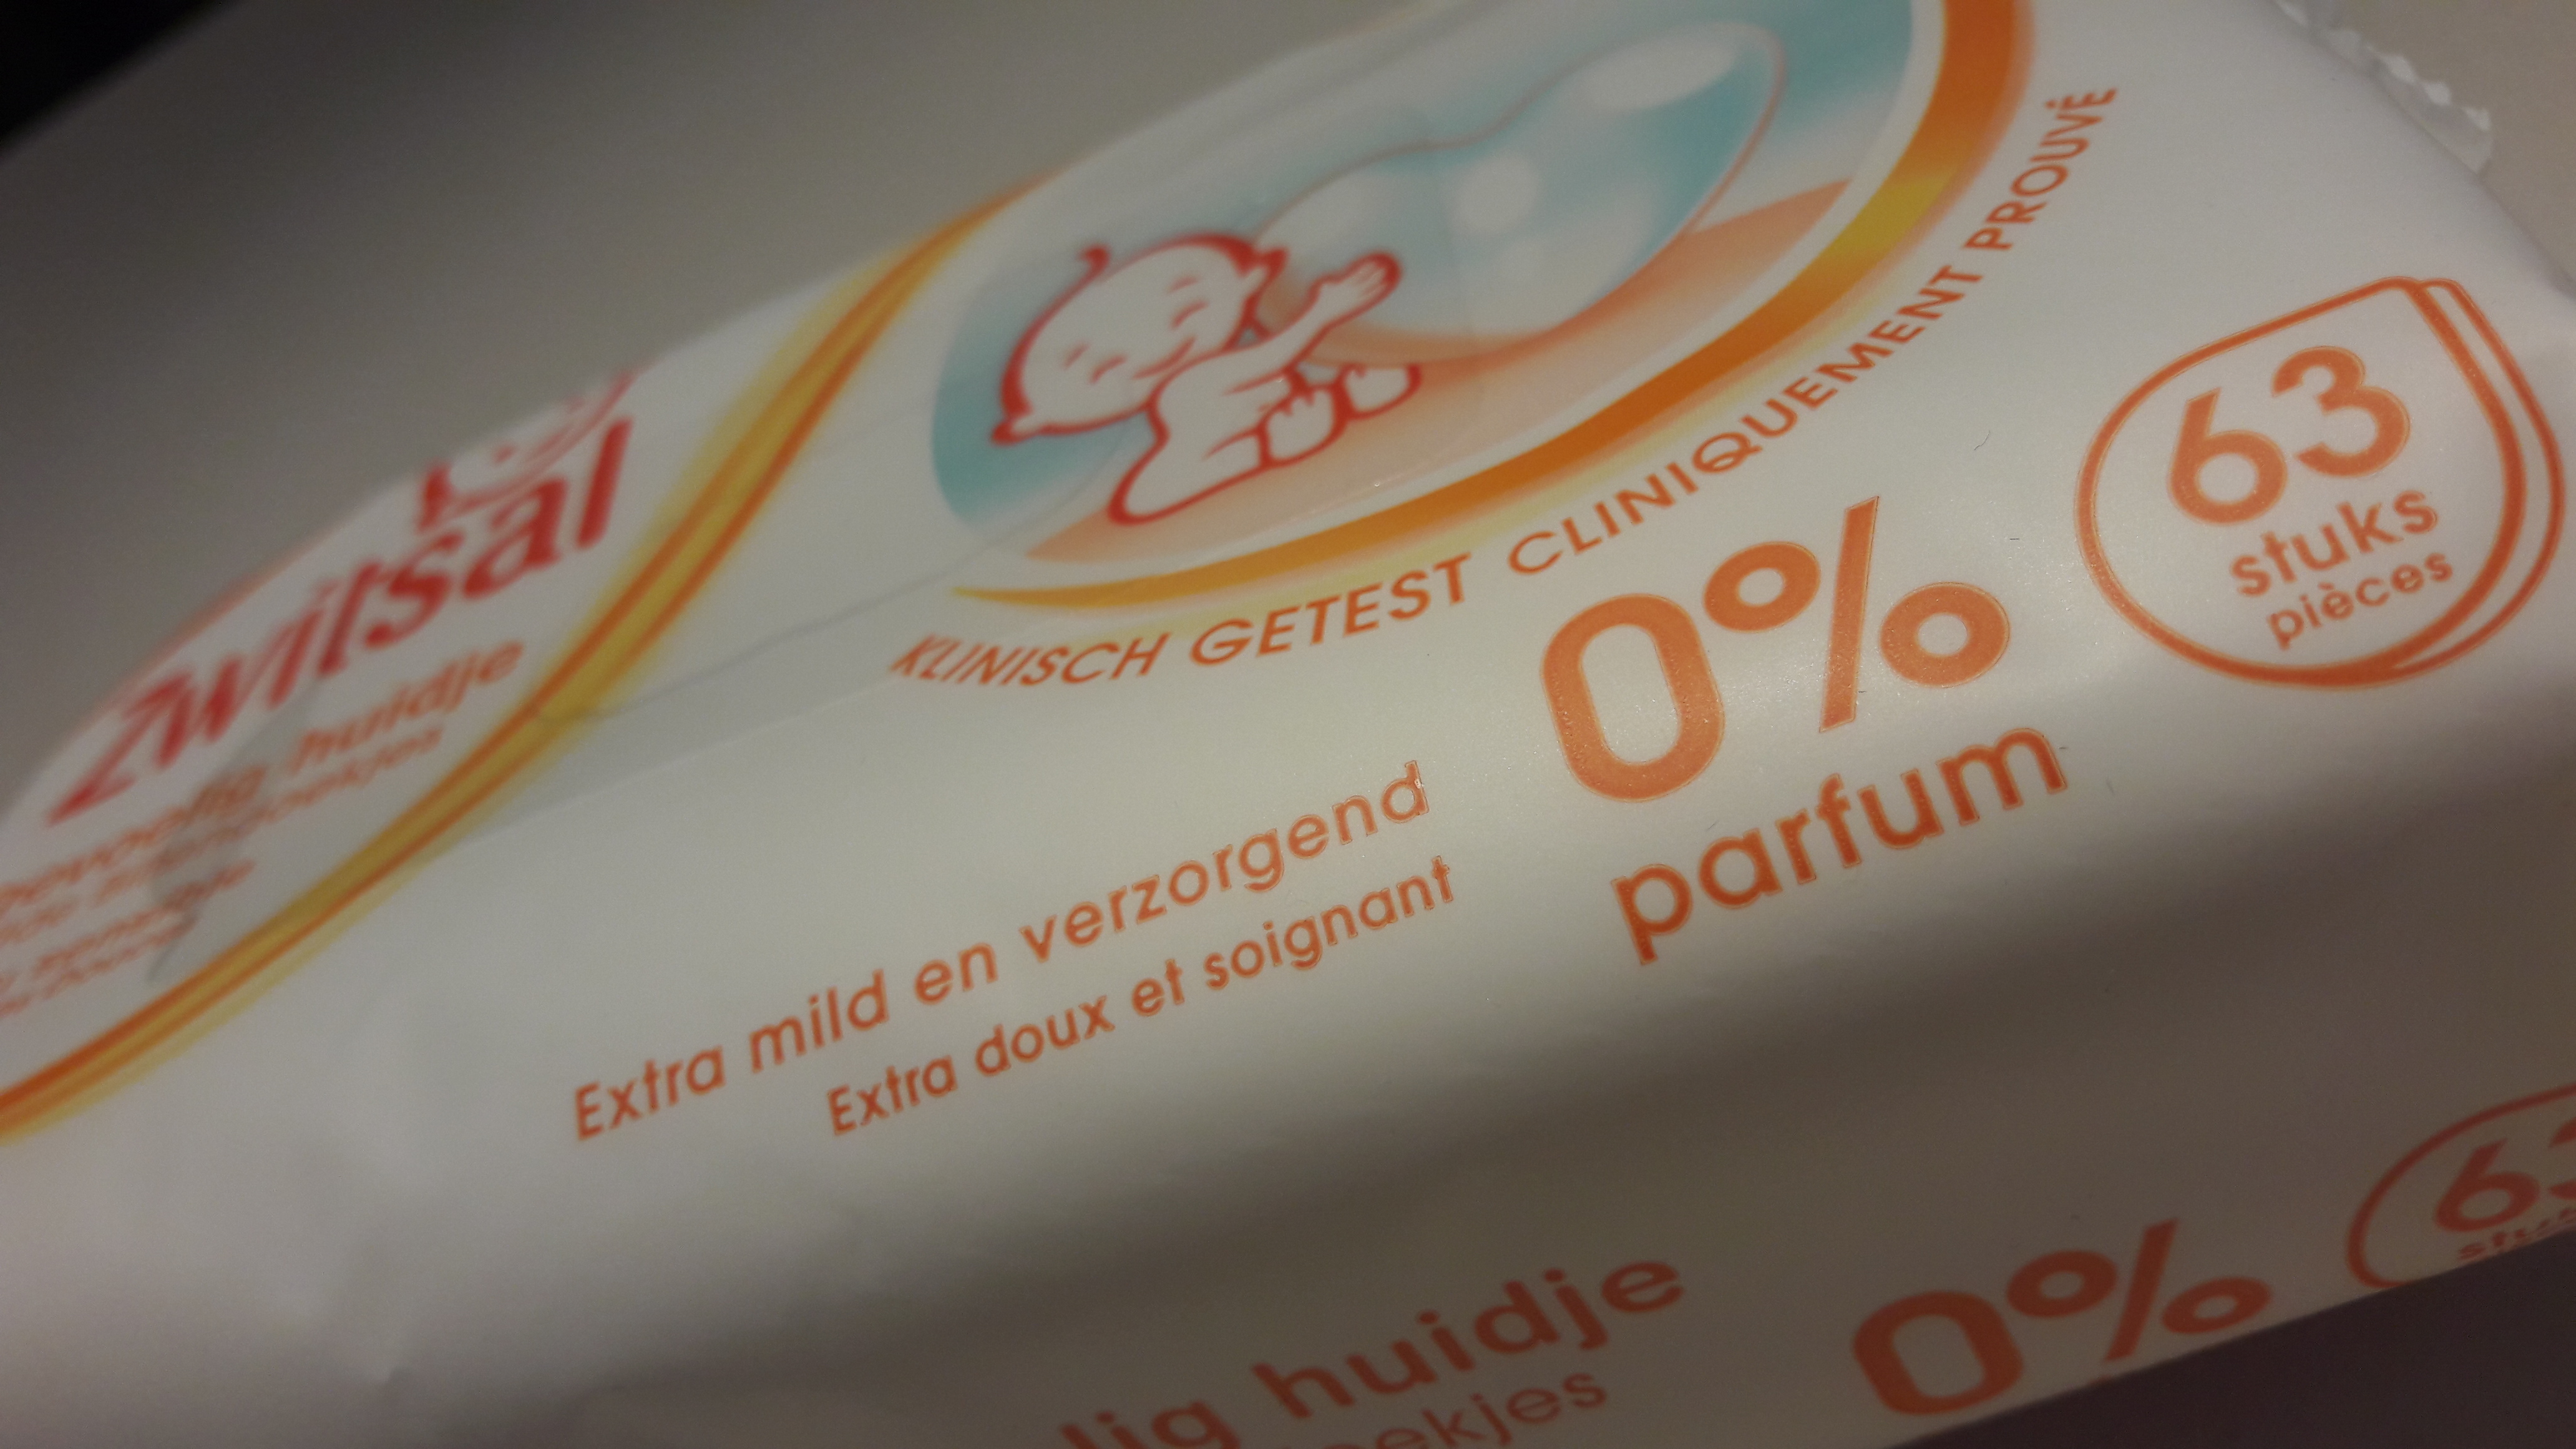 zwitsal
huidje
KLINISCH GETEST CLINIQUEMENT PROUVÉ
63
stuks
pièces
0%
parfum
Extra mild en verzorgend
Extra doux et soignant
huidje
0%